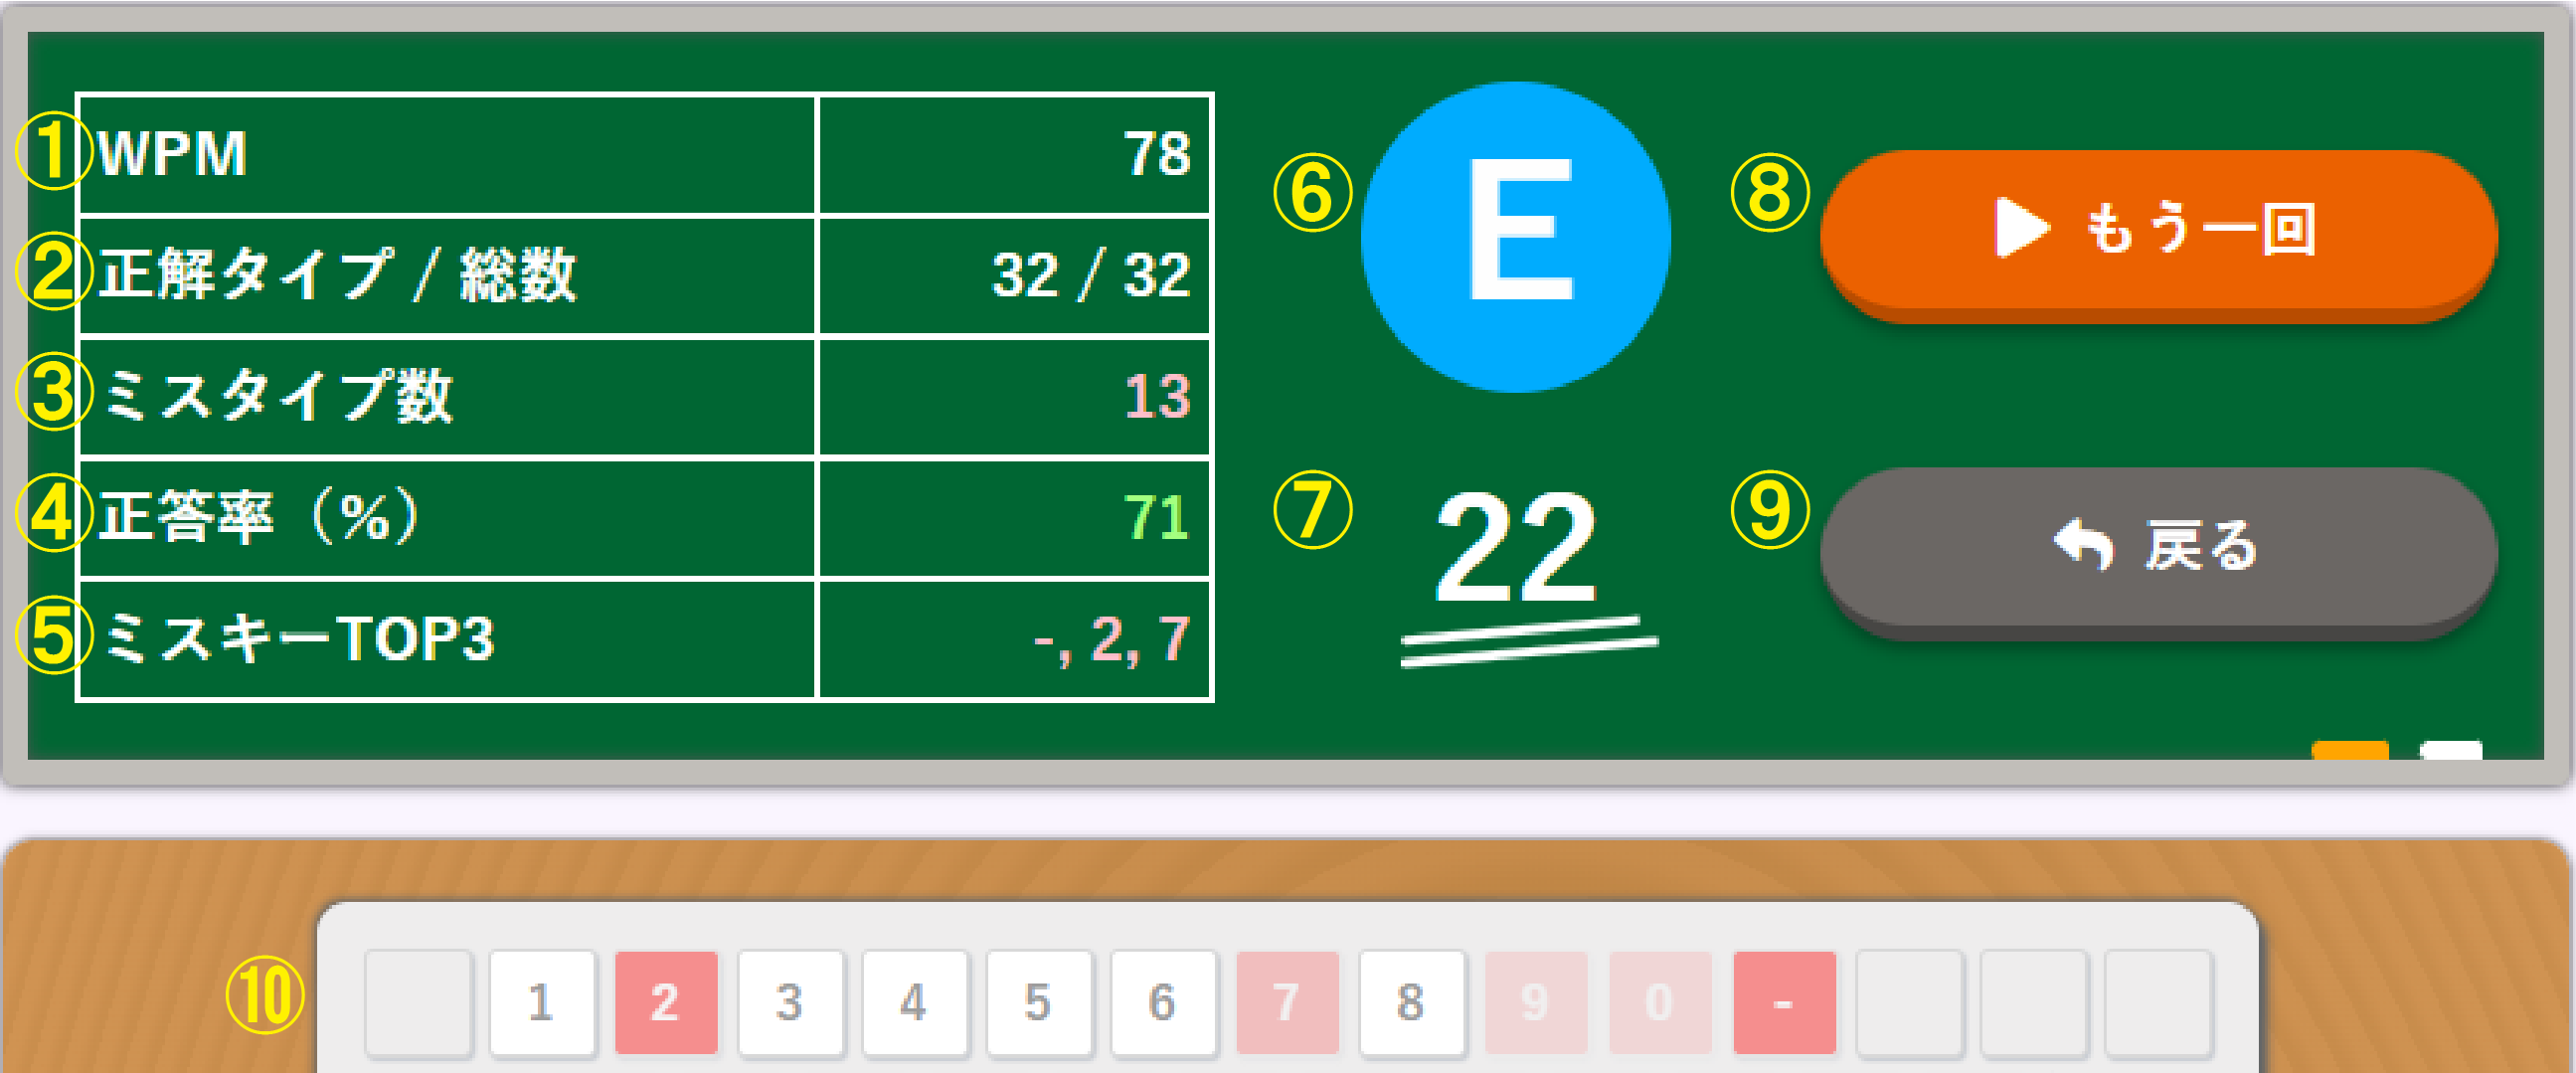 ① WPM 78
② 正解タイプ / 総数 32 / 32
③ ミスタイプ数 13
④ 正答率（%） 71
⑤ ミスキーTOP3 -, 2, 7
⑥ E
⑦ 22
⑧ もう一回
⑨ 戻る
⑩ 1 2 3 4 5 6 7 8 9 0 -